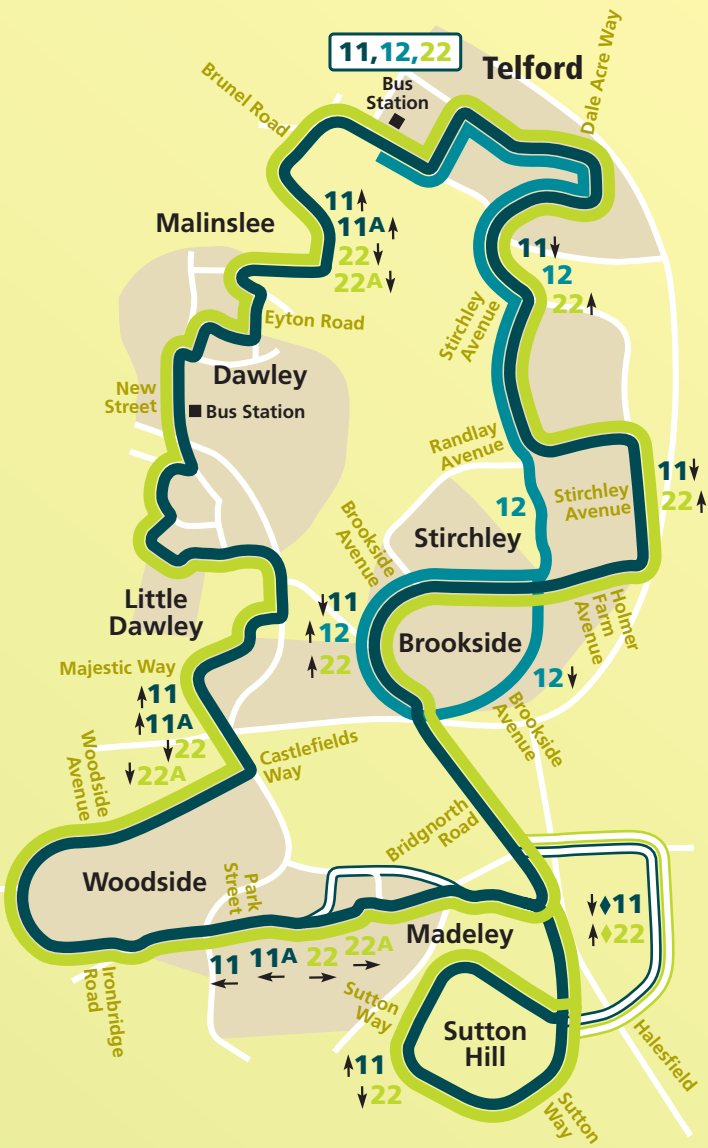 11,12,22
Telford
Bus
Station
Dale Acre Way
Brunel Road
11
11A
22
22A
Malinslee
11
12
22
Stirchley
Avenue
Eyton Road
Dawley
New
Street
Bus Station
Randlay
Avenue
11
22
Stirchley
Avenue
12
Stirchley
Brookside
Avenue
Little
Dawley
11
12
22
Brookside
Holmer
Farm
Avenue
12
Brookside
Avenue
Majestic Way
11
11A
22
22A
Woodside
Avenue
Castlefields
Way
Bridgnorth
Road
Woodside
Park
Street
11
22
Madeley
11
11A
22
22A
Ironbridge
Road
Sutton
Way
Sutton
Hill
Halesfield
11
22
Sutton
Way